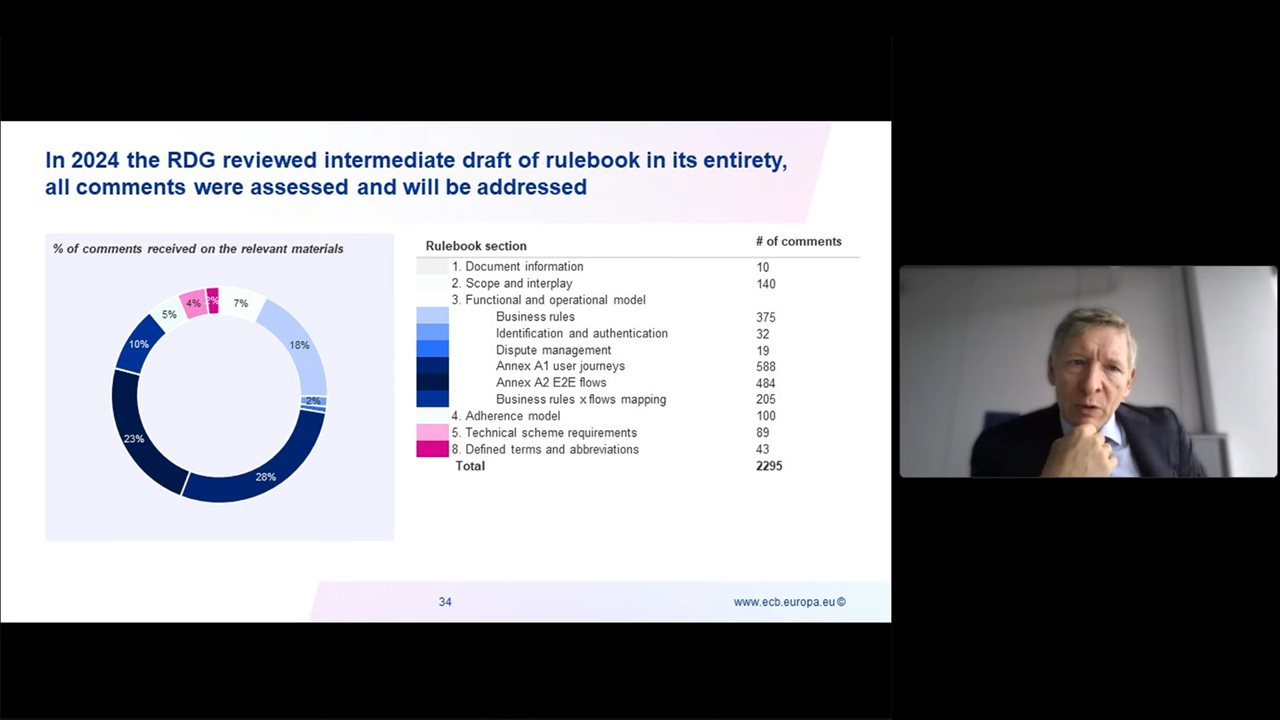 In 2024 the RDG reviewed intermediate draft of rulebook in its entirety,
all comments were assessed and will be addressed
% of comments received on the relevant materials
7%
18%
2%
28%
23%
10%
5%
4%
2%
Rulebook section # of comments
1. Document information 10
2. Scope and interplay 140
3. Functional and operational model
Business rules 375
Identification and authentication 32
Dispute management 19
Annex A1 user journeys 588
Annex A2 E2E flows 484
Business rules x flows mapping 205
4. Adherence model 100
5. Technical scheme requirements 89
8. Defined terms and abbreviations 43
Total 2295
34
www.ecb.europa.eu ©